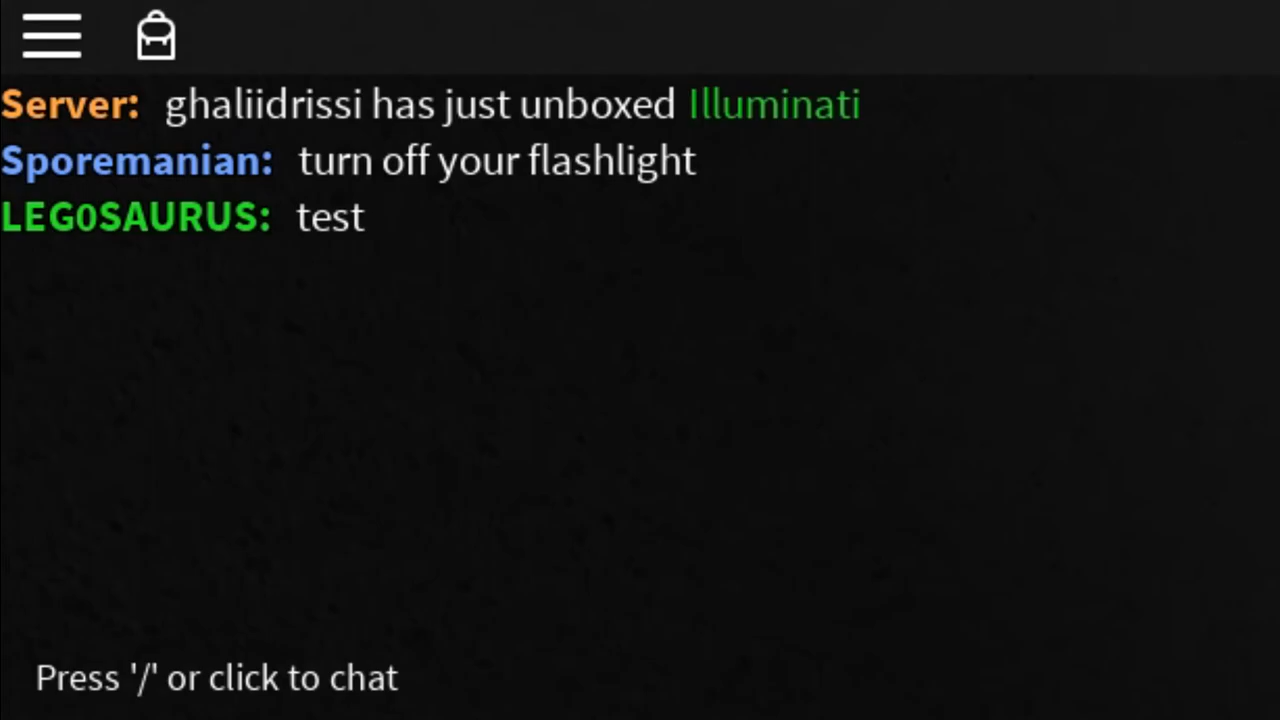 Server: ghaliidrissi has just unboxed Illuminati
Sporemanian: turn off your flashlight
LEG0SAURUS: test
Press '/' or click to chat